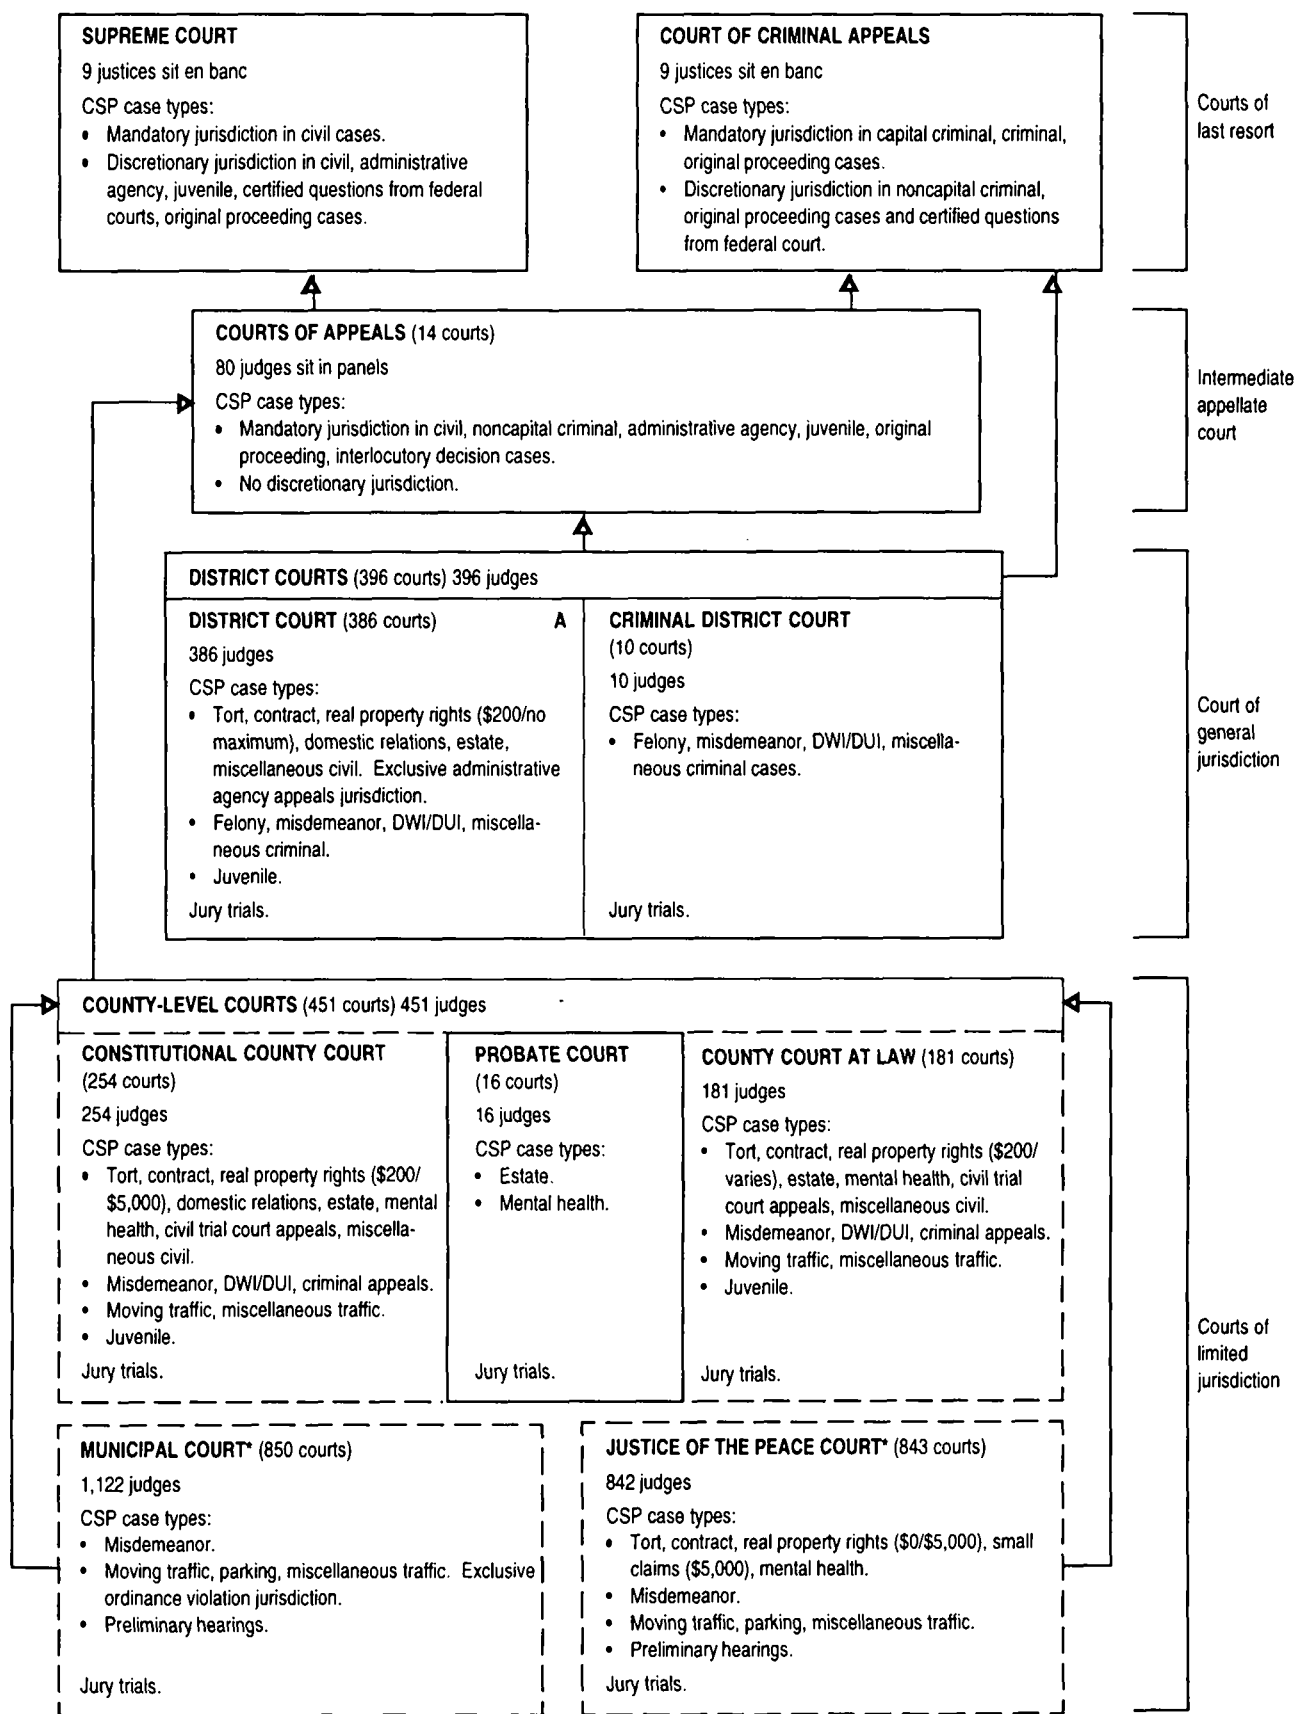 SUPREME COURT
9 justices sit en banc
CSP case types:
• Mandatory jurisdiction in civil cases.
• Discretionary jurisdiction in civil, administrative
agency, juvenile, certified questions from federal
courts, original proceeding cases.
COURT OF CRIMINAL APPEALS
9 justices sit en banc
CSP case types:
• Mandatory jurisdiction in capital criminal, criminal,
original proceeding cases.
• Discretionary jurisdiction in noncapital criminal,
original proceeding cases and certified questions
from federal court.
Courts of
last resort
COURTS OF APPEALS (14 courts)
80 judges sit in panels
CSP case types:
• Mandatory jurisdiction in civil, noncapital criminal, administrative agency, juvenile, original
proceeding, interlocutory decision cases.
• No discretionary jurisdiction.
Intermediate
appellate
court
DISTRICT COURTS (396 courts) 396 judges
DISTRICT COURT (386 courts) A
386 judges
CSP case types:
• Tort, contract, real property rights ($200/no
maximum), domestic relations, estate,
miscellaneous civil. Exclusive administrative
agency appeals jurisdiction.
• Felony, misdemeanor, DWI/DUI, miscella-
neous criminal.
• Juvenile.
Jury trials.
CRIMINAL DISTRICT COURT
(10 courts)
10 judges
CSP case types:
• Felony, misdemeanor, DWI/DUI, miscella-
neous criminal cases.
Jury trials.
Court of
general
jurisdiction
COUNTY-LEVEL COURTS (451 courts) 451 judges
CONSTITUTIONAL COUNTY COURT
(254 courts)
254 judges
CSP case types:
• Tort, contract, real property rights ($200/
$5,000), domestic relations, estate, mental
health, civil trial court appeals, miscella-
neous civil.
• Misdemeanor, DWI/DUI, criminal appeals.
• Moving traffic, miscellaneous traffic.
• Juvenile.
Jury trials.
PROBATE COURT
(16 courts)
16 judges
CSP case types:
• Estate.
• Mental health.
Jury trials.
COUNTY COURT AT LAW (181 courts)
181 judges
CSP case types:
• Tort, contract, real property rights ($200/
varies), estate, mental health, civil trial
court appeals, miscellaneous civil.
• Misdemeanor, DWI/DUI, criminal appeals.
• Moving traffic, miscellaneous traffic.
• Juvenile.
Jury trials.
Courts of
limited
jurisdiction
MUNICIPAL COURT* (850 courts)
1,122 judges
CSP case types:
• Misdemeanor.
• Moving traffic, parking, miscellaneous traffic. Exclusive
ordinance violation jurisdiction.
• Preliminary hearings.
Jury trials.
JUSTICE OF THE PEACE COURT* (843 courts)
842 judges
CSP case types:
• Tort, contract, real property rights ($0/$5,000), small
claims ($5,000), mental health.
• Misdemeanor.
• Moving traffic, parking, miscellaneous traffic.
• Preliminary hearings.
Jury trials.